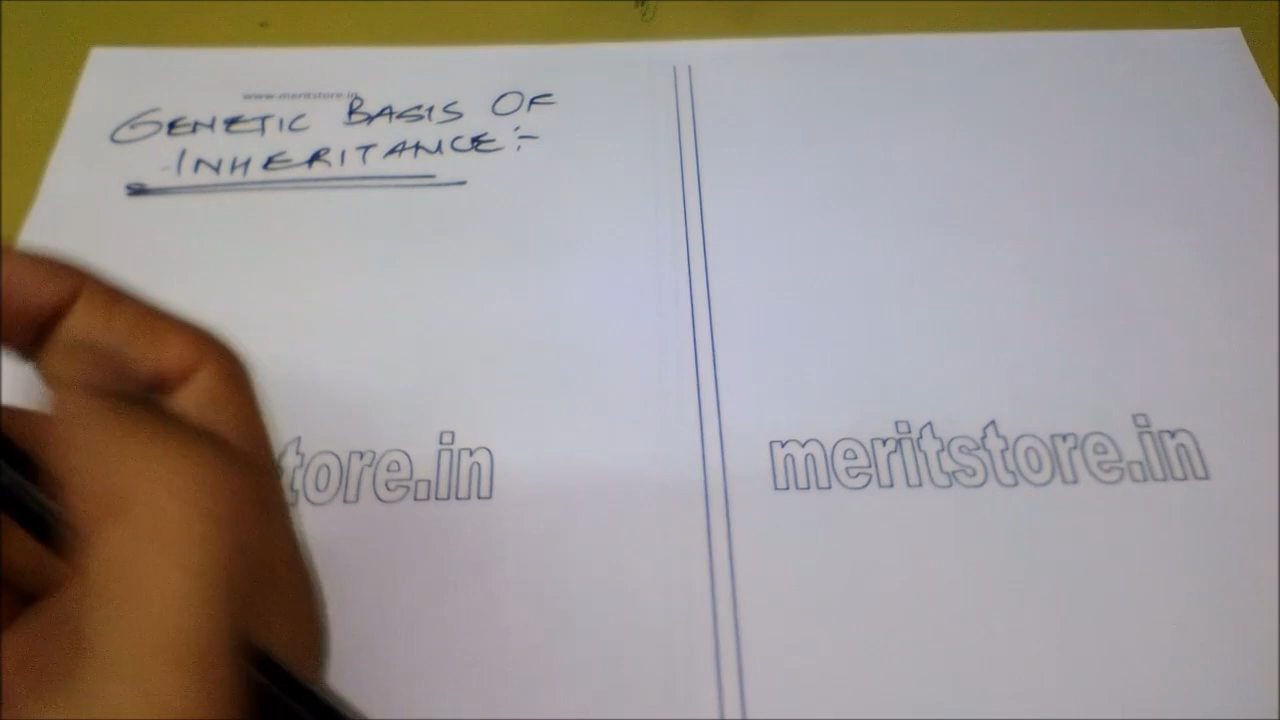 www.meritstore.in
GENETIC BASIS OF
INHERITANCE:-
tore.in
meritstore.in